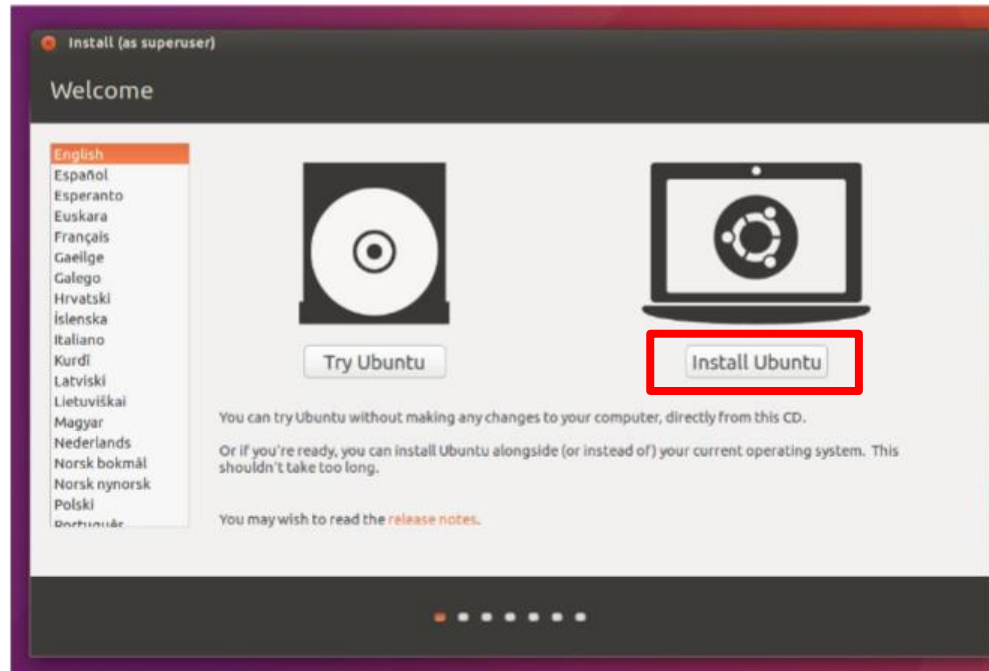 Install (as superuser)
Welcome
English
Español
Esperanto
Euskara
Français
Gaeilge
Galego
Hrvatski
Íslenska
Italiano
Kurdî
Latviski
Lietuviškai
Magyar
Nederlands
Norsk bokmål
Norsk nynorsk
Polski
Português
Try Ubuntu
Install Ubuntu
You can try Ubuntu without making any changes to your computer, directly from this CD.
Or if you're ready, you can install Ubuntu alongside (or instead of) your current operating system. This
shouldn't take too long.
You may wish to read the release notes.